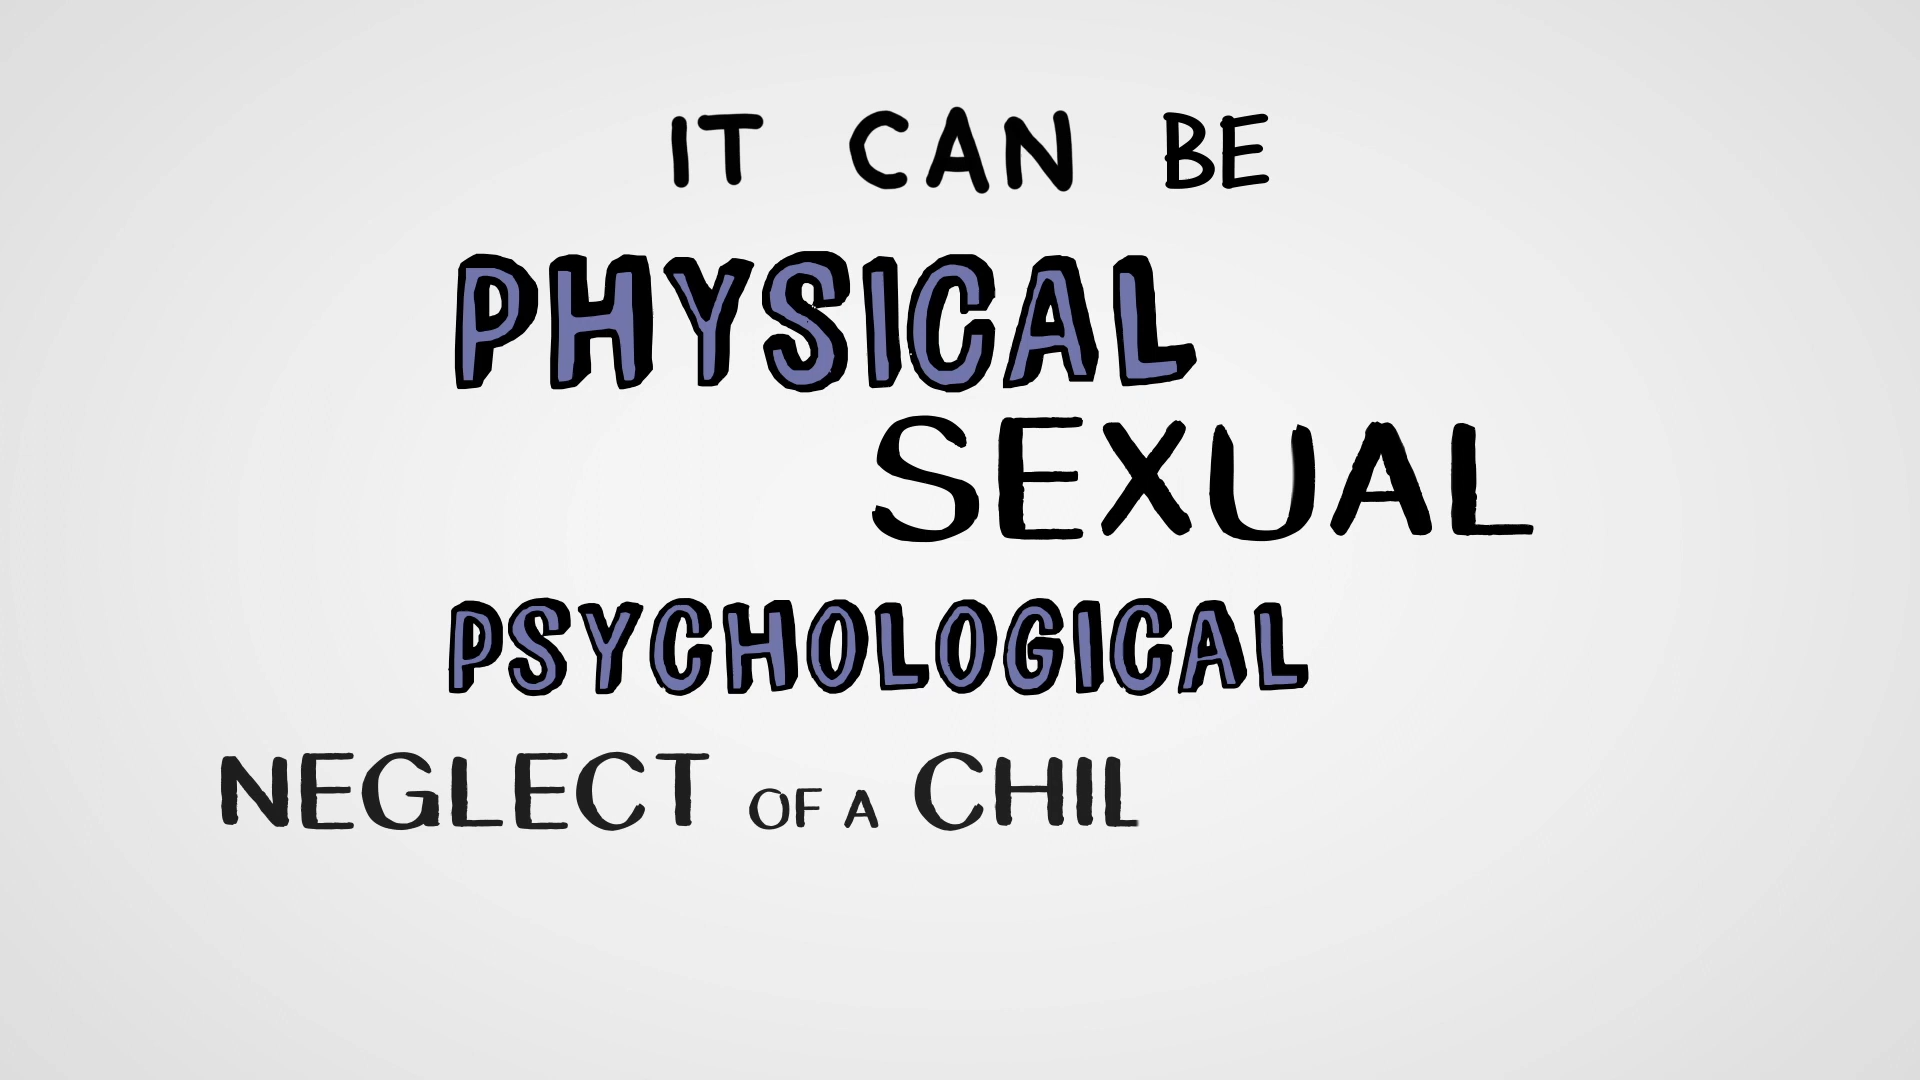 IT CAN BE
PHYSICAL
SEXUAL
PSYCHOLOGICAL
NEGLECT OF A CHIL